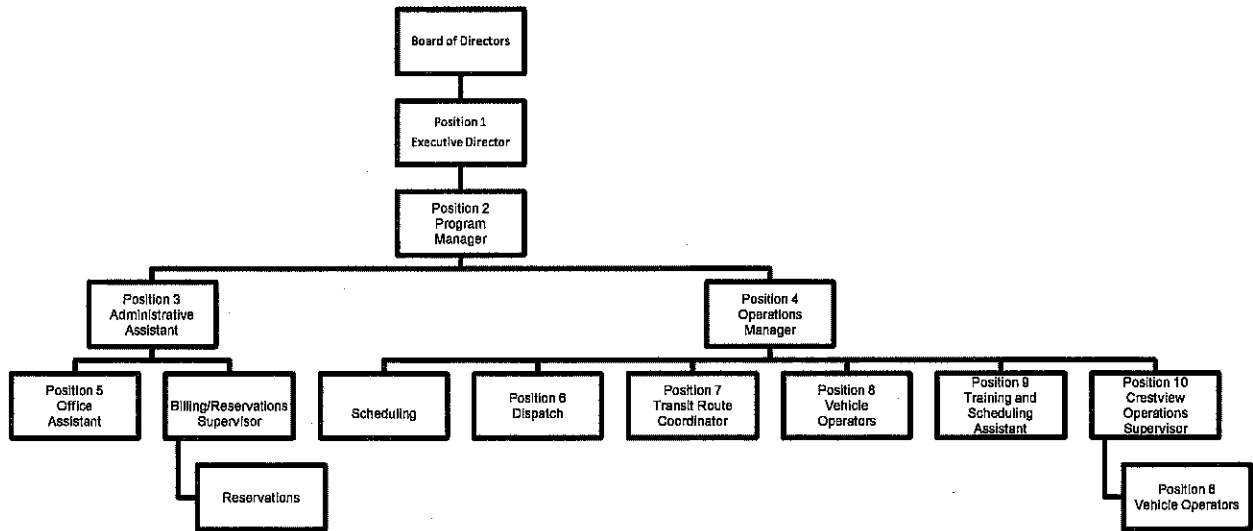 Board of Directors
Position 1
Executive Director
Position 2
Program
Manager
Position 3
Administrative
Assistant
Position 4
Operations
Manager
Position 5
Office
Assistant
Billing/Reservations
Supervisor
Scheduling
Position 6
Dispatch
Position 7
Transit Route
Coordinator
Position 8
Vehicle
Operators
Position 9
Training and
Scheduling
Assistant
Position 10
Crestview
Operations
Supervisor
Reservations
Position 8
Vehicle Operators